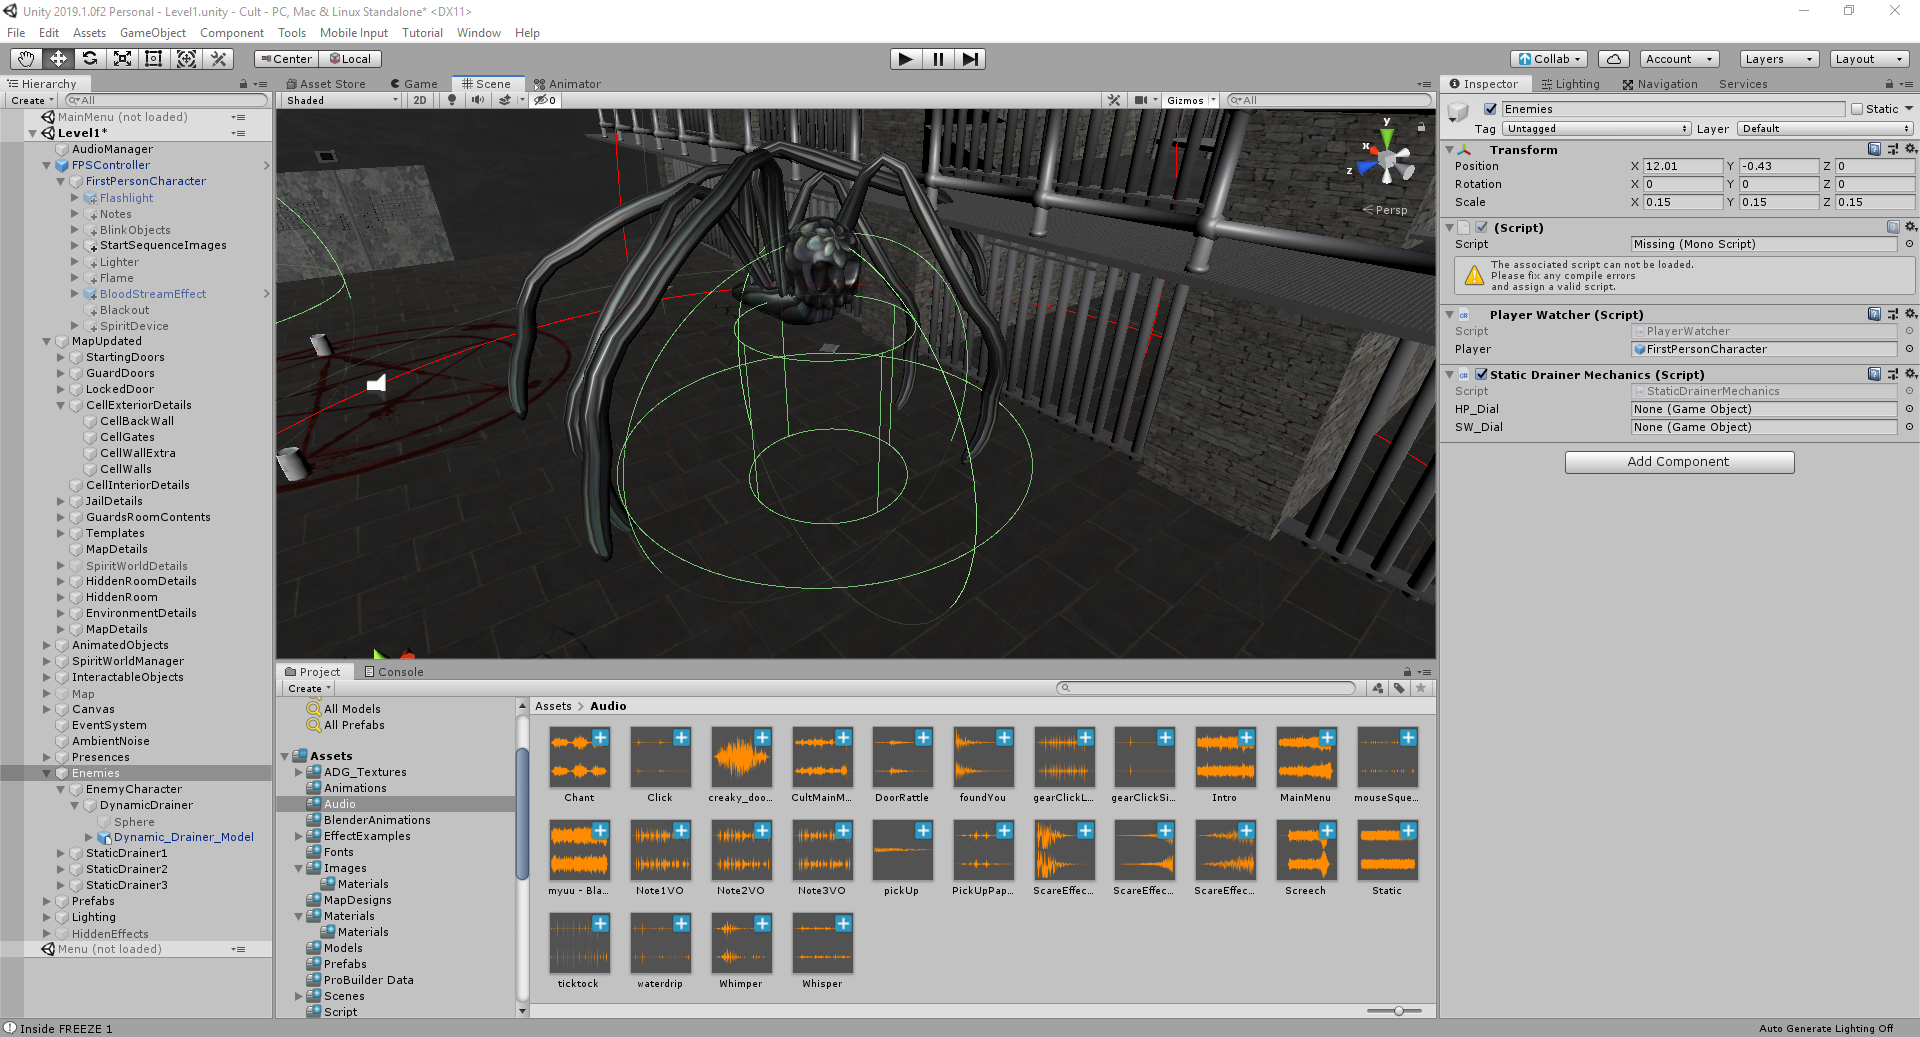 Unity 2019.1.0f2 Personal - Level1.unity - Cult - PC, Mac & Linux Standalone* <DX11>
File Edit Assets GameObject Component Tools Mobile Input Tutorial Window Help
Center Local Collab Account Layers Layout
Hierarchy
Create All
MainMenu (not loaded)
Level1*
AudioManager
FPSController
FirstPersonCharacter
Flashlight
Notes
BlinkObjects
StartSequenceImages
Lighter
Flame
BloodStreamEffect
Blackout
SpiritDevice
MapUpdated
StartingDoors
GuardDoors
LockedDoor
CellExteriorDetails
CellBackWall
CellGates
CellWallExtra
CellWalls
CellInteriorDetails
JailDetails
GuardsRoomContents
Templates
MapDetails
SpiritWorldDetails
HiddenRoomDetails
HiddenRoom
EnvironmentDetails
MapDetails
AnimatedObjects
SpiritWorldManager
InteractableObjects
Map
Canvas
EventSystem
AmbientNoise
Presences
Enemies
EnemyCharacter
DynamicDrainer
Sphere
Dynamic_Drainer_Model
StaticDrainer1
StaticDrainer2
StaticDrainer3
Prefabs
Lighting
HiddenEffects
Menu (not loaded)
Asset Store Game Scene Animator
Shaded 2D 0 Gizmos All
y
x
z
Persp
Project Console
Create
All Models
All Prefabs
Assets
ADG_Textures
Animations
Audio
BlenderAnimations
EffectExamples
Fonts
Images
Materials
MapDesigns
Materials
Materials
Models
Prefabs
ProBuilder Data
Scenes
Script
Assets > Audio
Chant Click creaky_doo... CultMainM... DoorRattle foundYou gearClickL... gearClickSi... Intro MainMenu mouseSque...
myuu - Bla... Note1VO Note2VO Note3VO pickUp PickUpPap... ScareEffec... ScareEffec... ScareEffec... Screech Static
ticktock waterdrip Whimper Whisper
Inspector Lighting Navigation Services
Enemies Static
Tag Untagged Layer Default
Transform
Position X 12.01 Y -0.43 Z 0
Rotation X 0 Y 0 Z 0
Scale X 0.15 Y 0.15 Z 0.15
(Script)
Script Missing (Mono Script)
The associated script can not be loaded.
Please fix any compile errors
and assign a valid script.
Player Watcher (Script)
Script PlayerWatcher
Player FirstPersonCharacter
Static Drainer Mechanics (Script)
Script StaticDrainerMechanics
HP_Dial None (Game Object)
SW_Dial None (Game Object)
Add Component
Inside FREEZE 1
Auto Generate Lighting Off